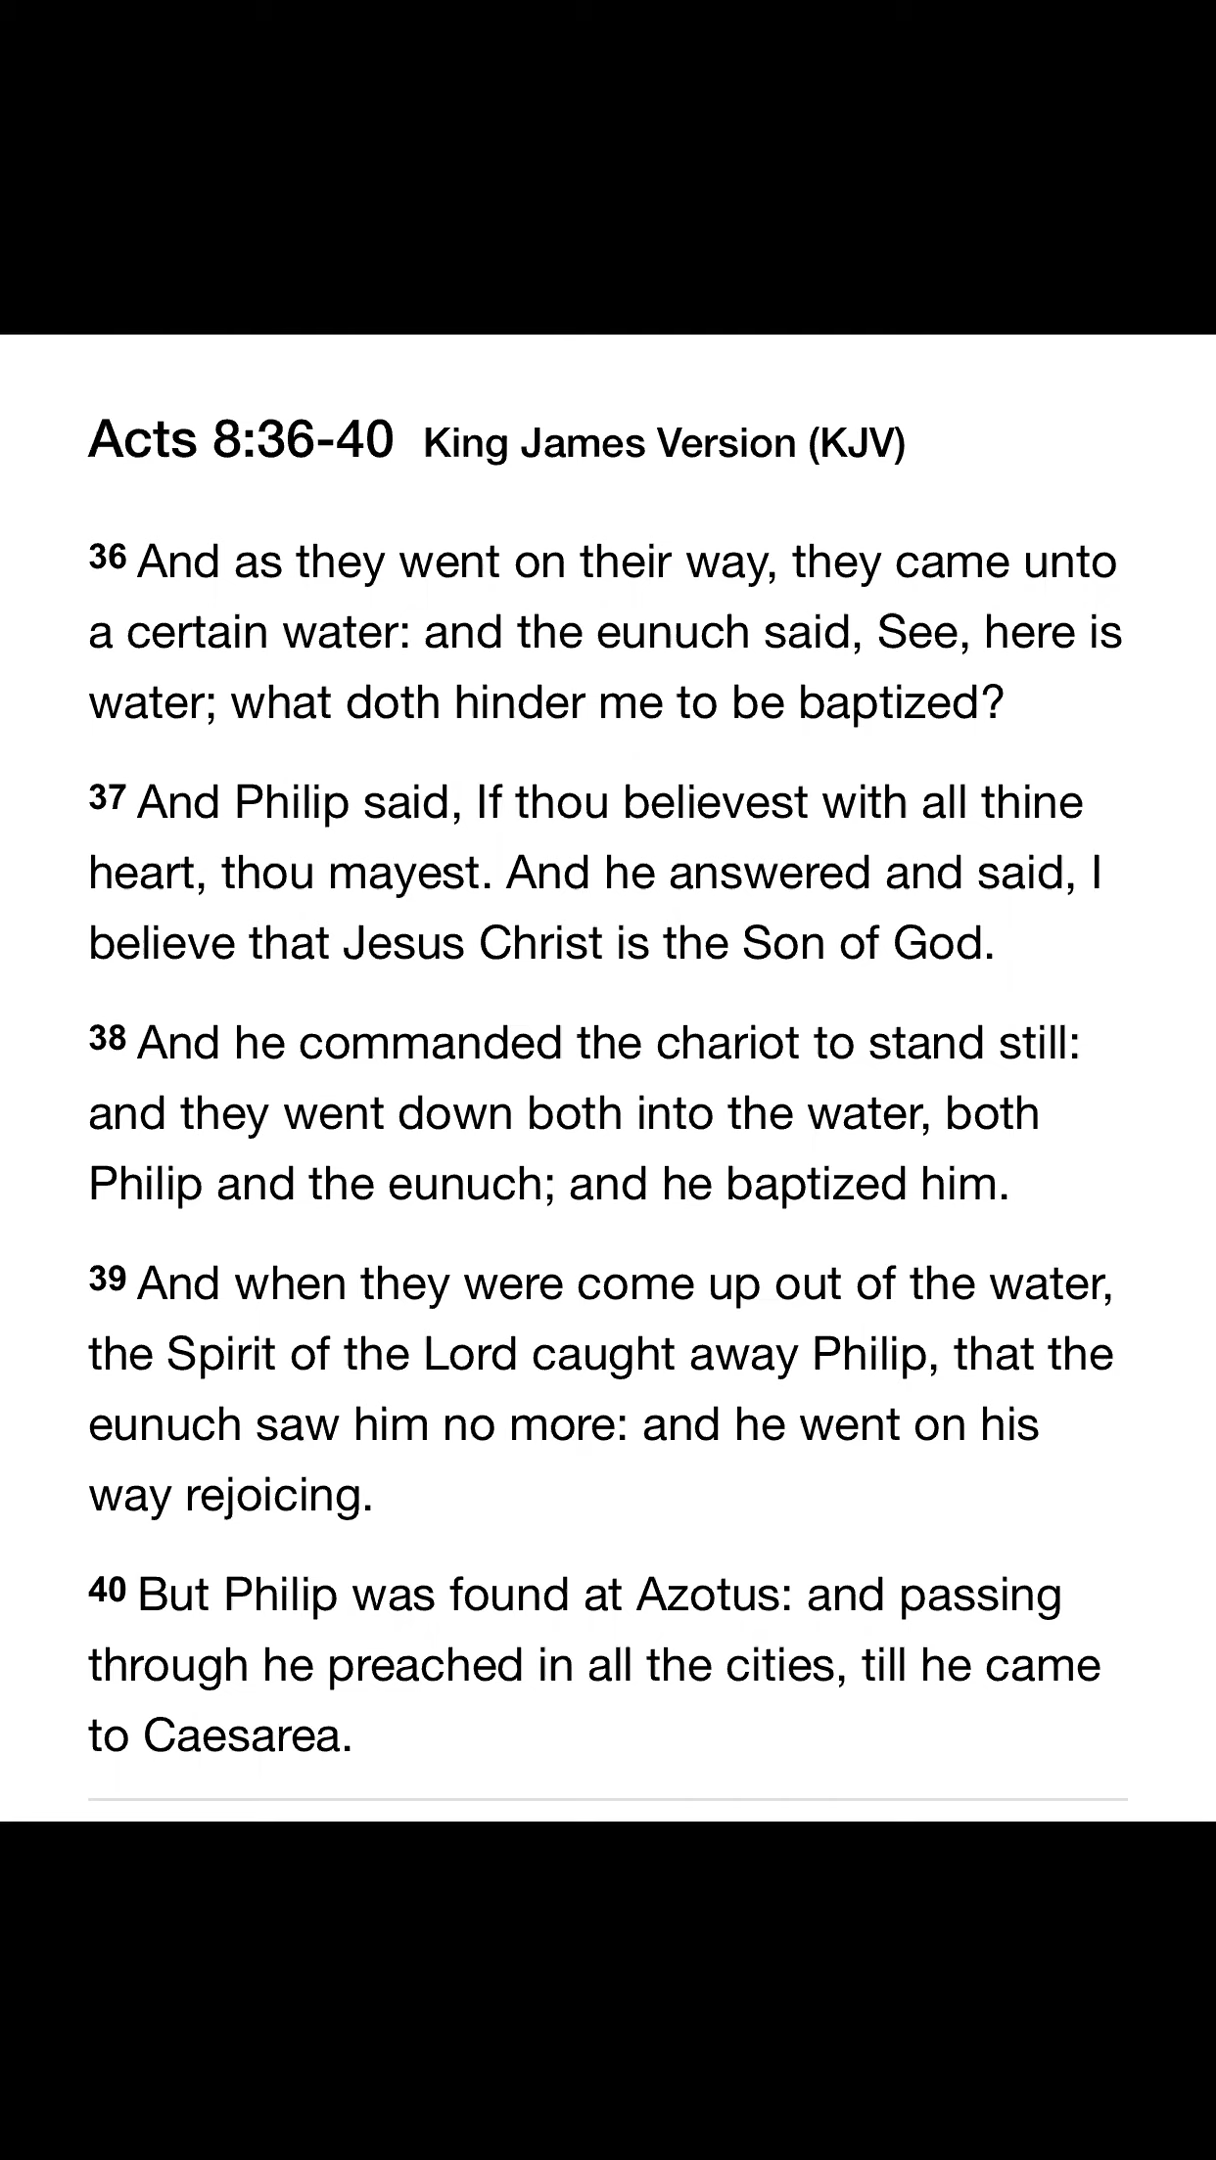 Acts 8:36-40 King James Version (KJV)
36 And as they went on their way, they came unto
a certain water: and the eunuch said, See, here is
water; what doth hinder me to be baptized?
37 And Philip said, If thou believest with all thine
heart, thou mayest. And he answered and said, I
believe that Jesus Christ is the Son of God.
38 And he commanded the chariot to stand still:
and they went down both into the water, both
Philip and the eunuch; and he baptized him.
39 And when they were come up out of the water,
the Spirit of the Lord caught away Philip, that the
eunuch saw him no more: and he went on his
way rejoicing.
40 But Philip was found at Azotus: and passing
through he preached in all the cities, till he came
to Caesarea.